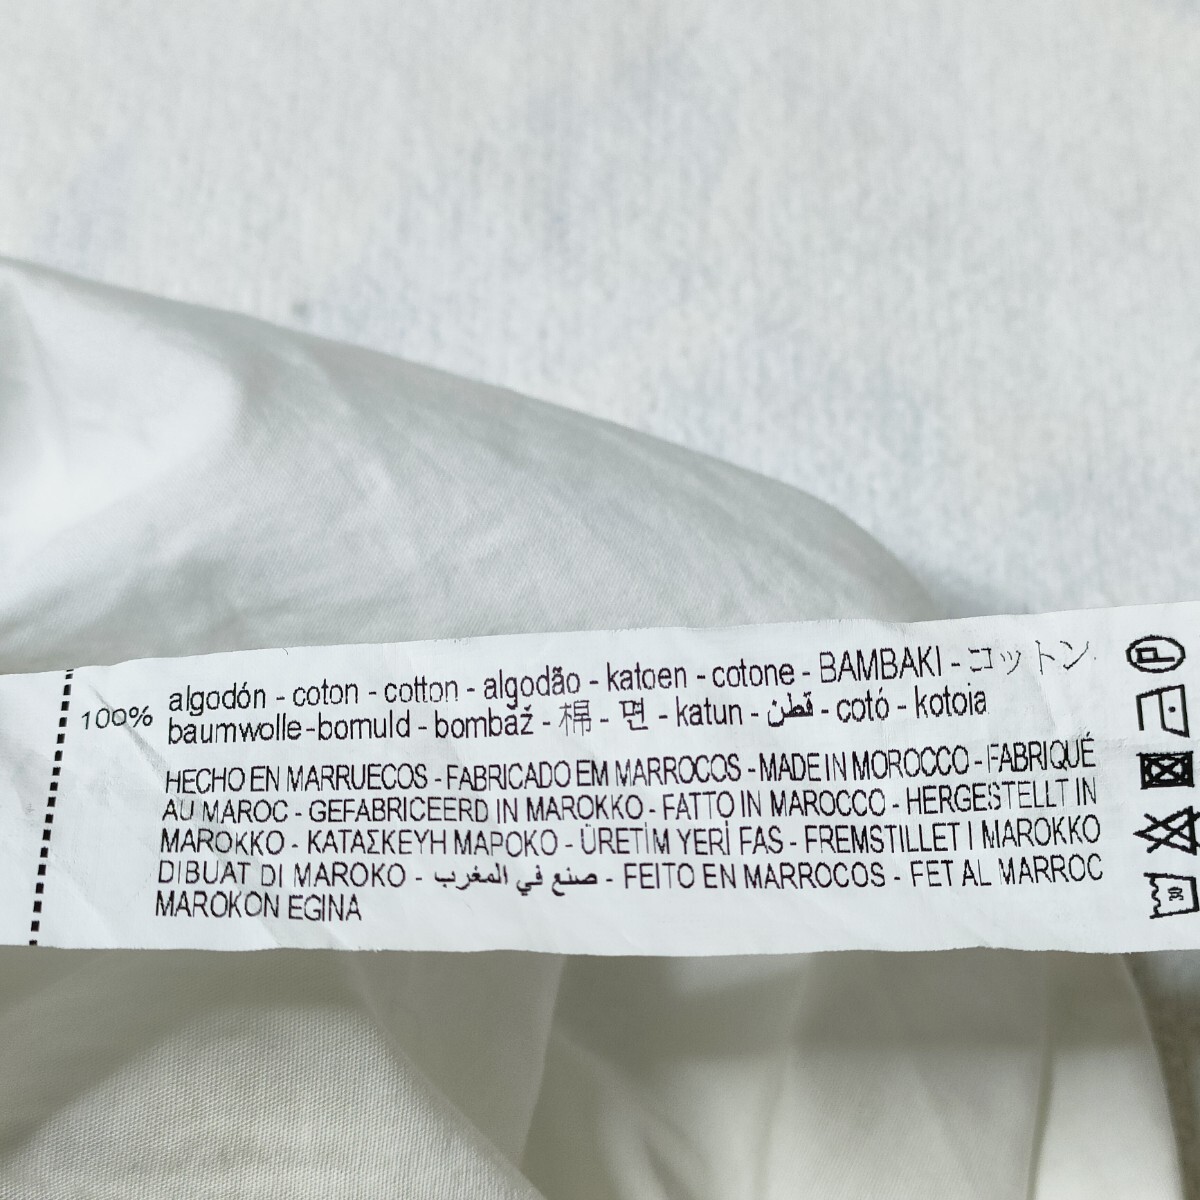 100%
algodón - coton - cotton - algodão - katoen - cotone - BAMBAKI - コットン
baumwolle-bomuld - bombaž - 棉 - 면 - katun - قطن - cotó - kotoia
HECHO EN MARRUECOS - FABRICADO EM MARROCOS - MADE IN MOROCCO - FABRIQUÉ
AU MAROC - GEFABRICEERD IN MAROKKO - FATTO IN MAROCCO - HERGESTELLT IN
MAROKKO - ΚΑΤΑΣΚΕΥΗ ΜΑΡΟΚΟ - ÜRETİM YERİ FAS - FREMSTILLET I MAROKKO
DIBUAT DI MAROKO - صنع في المغرب - FEITO EN MARROCOS - FET AL MARROC
MAROKON EGINA
P